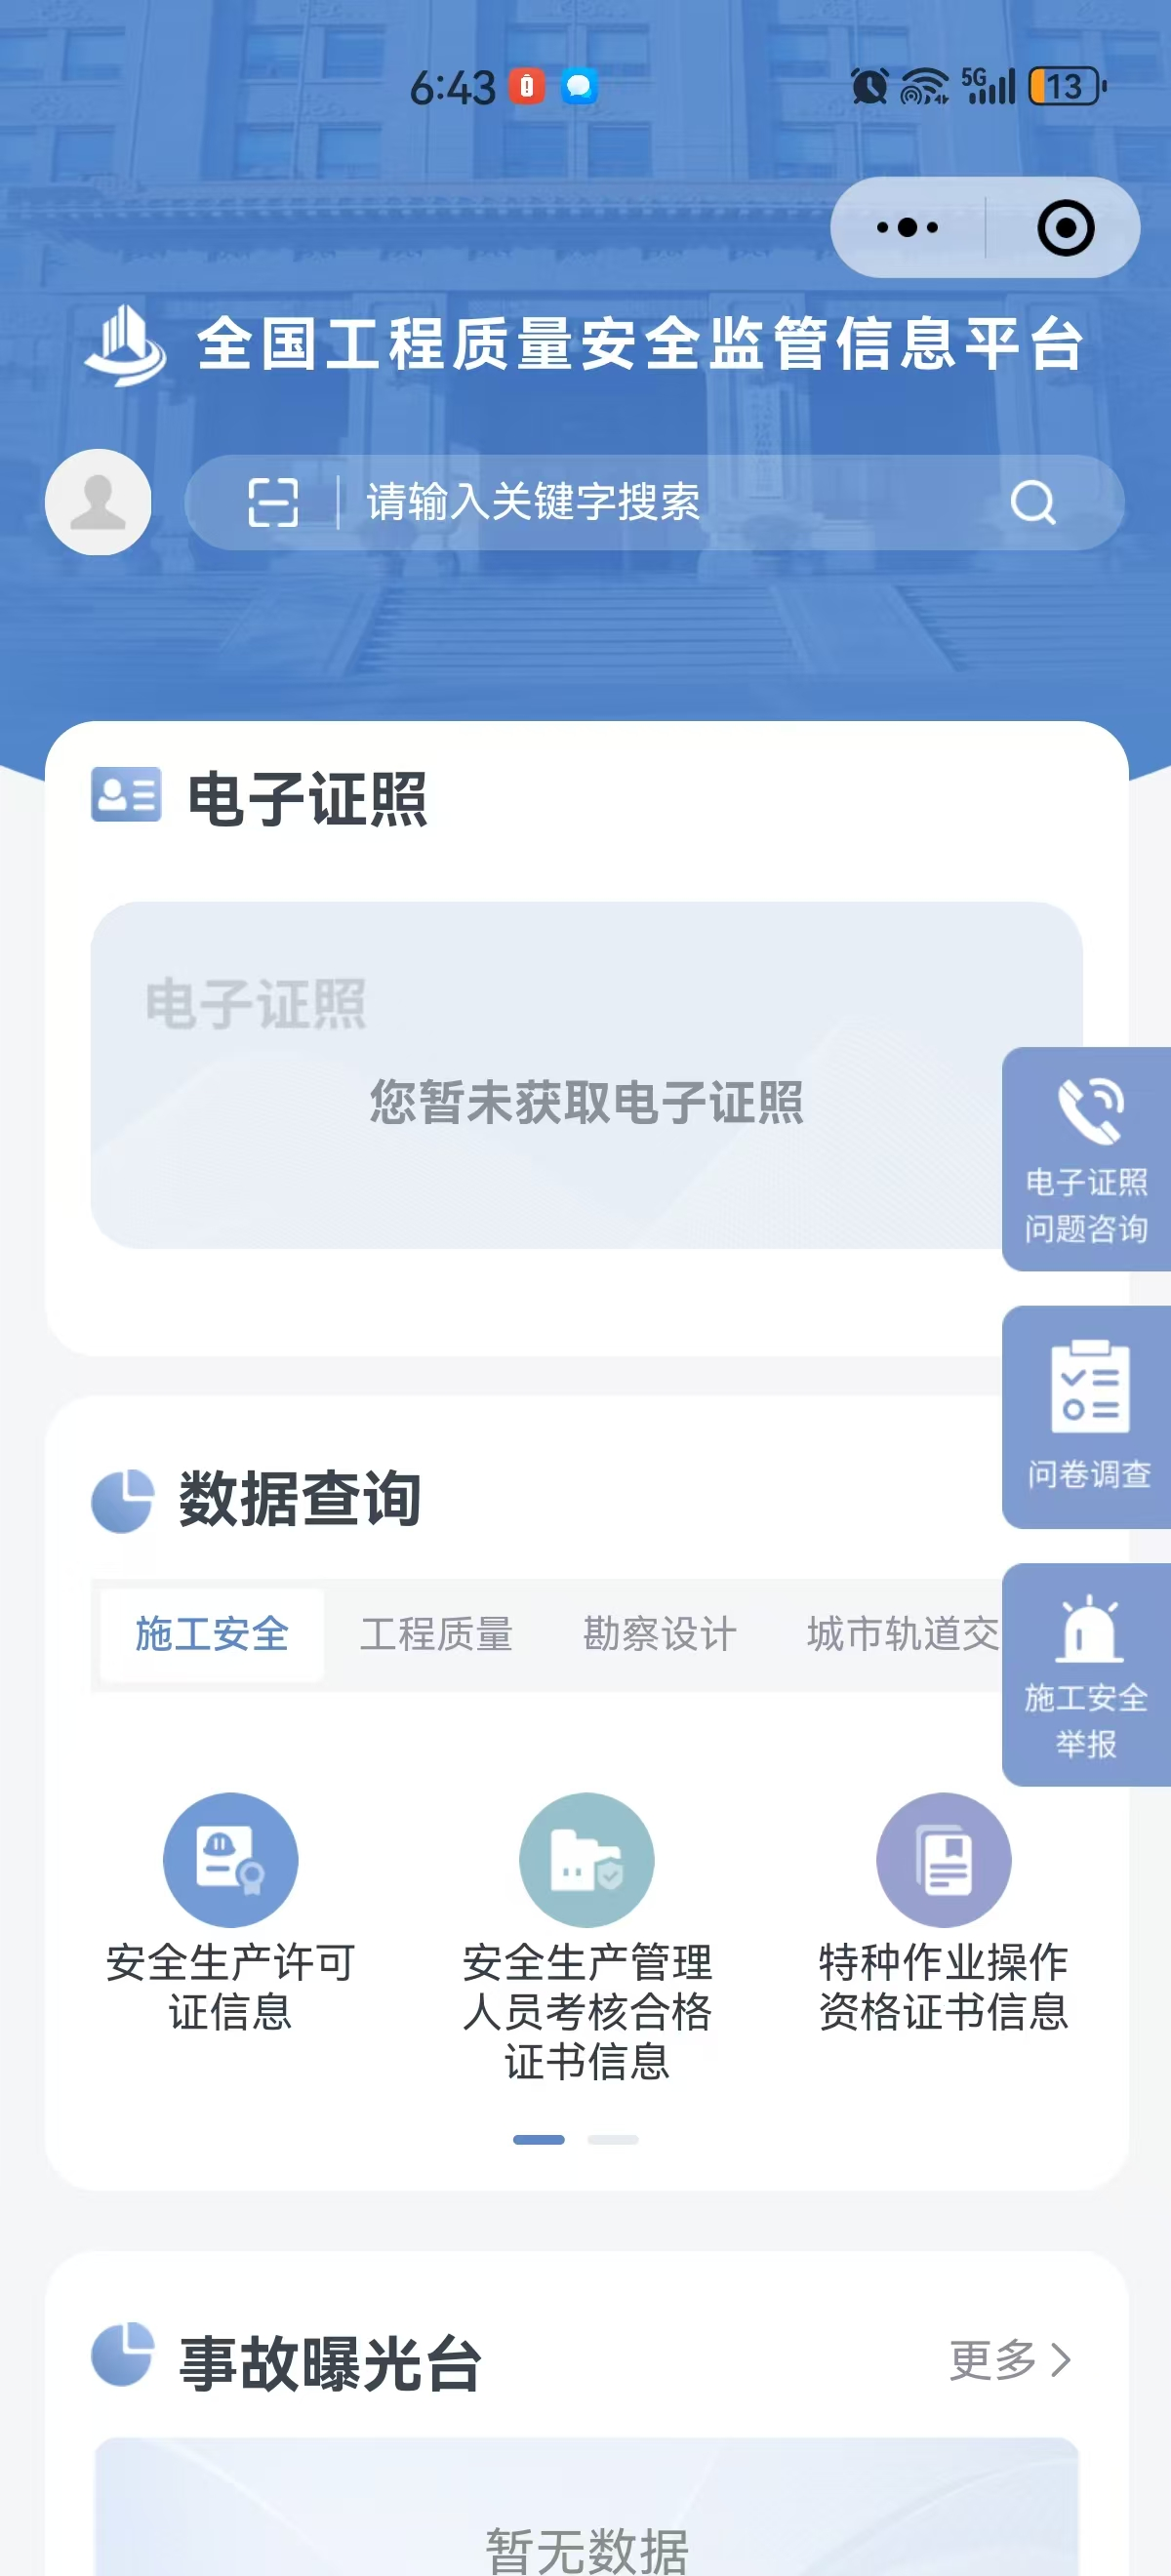 6:43
5G
13
全国工程质量安全监管信息平台
请输入关键字搜索
电子证照
电子证照
您暂未获取电子证照
电子证照
问题咨询
问卷调查
数据查询
施工安全
工程质量
勘察设计
城市轨道交
施工安全
举报
安全生产许可
证信息
安全生产管理
人员考核合格
证书信息
特种作业操作
资格证书信息
事故曝光台
更多
暂无数据